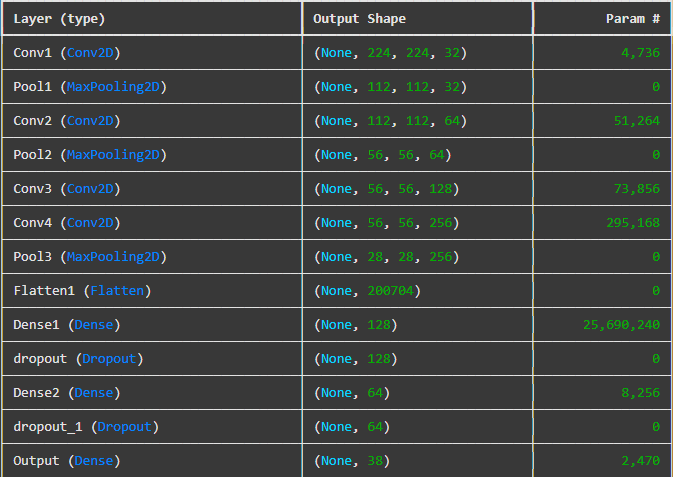 Layer (type) Output Shape Param #
Conv1 (Conv2D) (None, 224, 224, 32) 4,736
Pool1 (MaxPooling2D) (None, 112, 112, 32) 0
Conv2 (Conv2D) (None, 112, 112, 64) 51,264
Pool2 (MaxPooling2D) (None, 56, 56, 64) 0
Conv3 (Conv2D) (None, 56, 56, 128) 73,856
Conv4 (Conv2D) (None, 56, 56, 256) 295,168
Pool3 (MaxPooling2D) (None, 28, 28, 256) 0
Flatten1 (Flatten) (None, 200704) 0
Dense1 (Dense) (None, 128) 25,690,240
dropout (Dropout) (None, 128) 0
Dense2 (Dense) (None, 64) 8,256
dropout_1 (Dropout) (None, 64) 0
Output (Dense) (None, 38) 2,470